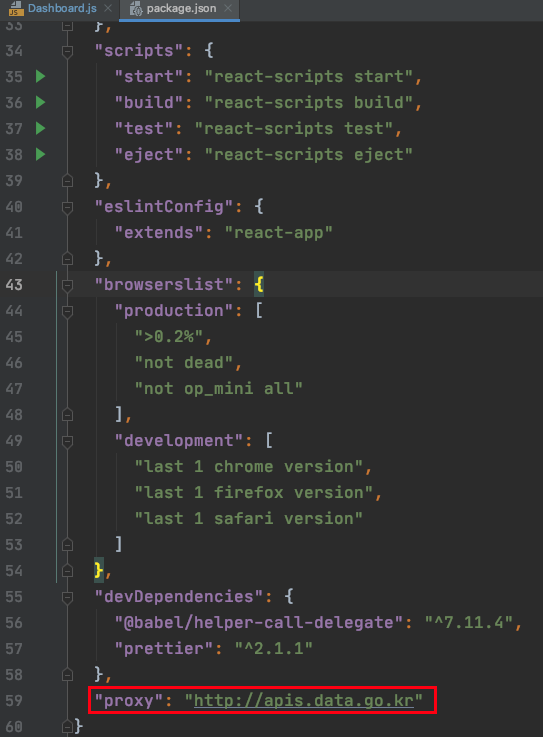 Dashboard.js × package.json ×
33 },
34 "scripts": {
35 "start": "react-scripts start",
36 "build": "react-scripts build",
37 "test": "react-scripts test",
38 "eject": "react-scripts eject"
39 },
40 "eslintConfig": {
41 "extends": "react-app"
42 },
43 "browserslist": {
44 "production": [
45 ">0.2%",
46 "not dead",
47 "not op_mini all"
48 ],
49 "development": [
50 "last 1 chrome version",
51 "last 1 firefox version",
52 "last 1 safari version"
53 ]
54 },
55 "devDependencies": {
56 "@babel/helper-call-delegate": "^7.11.4",
57 "prettier": "^2.1.1"
58 },
59 "proxy": "http://apis.data.go.kr"
60 }